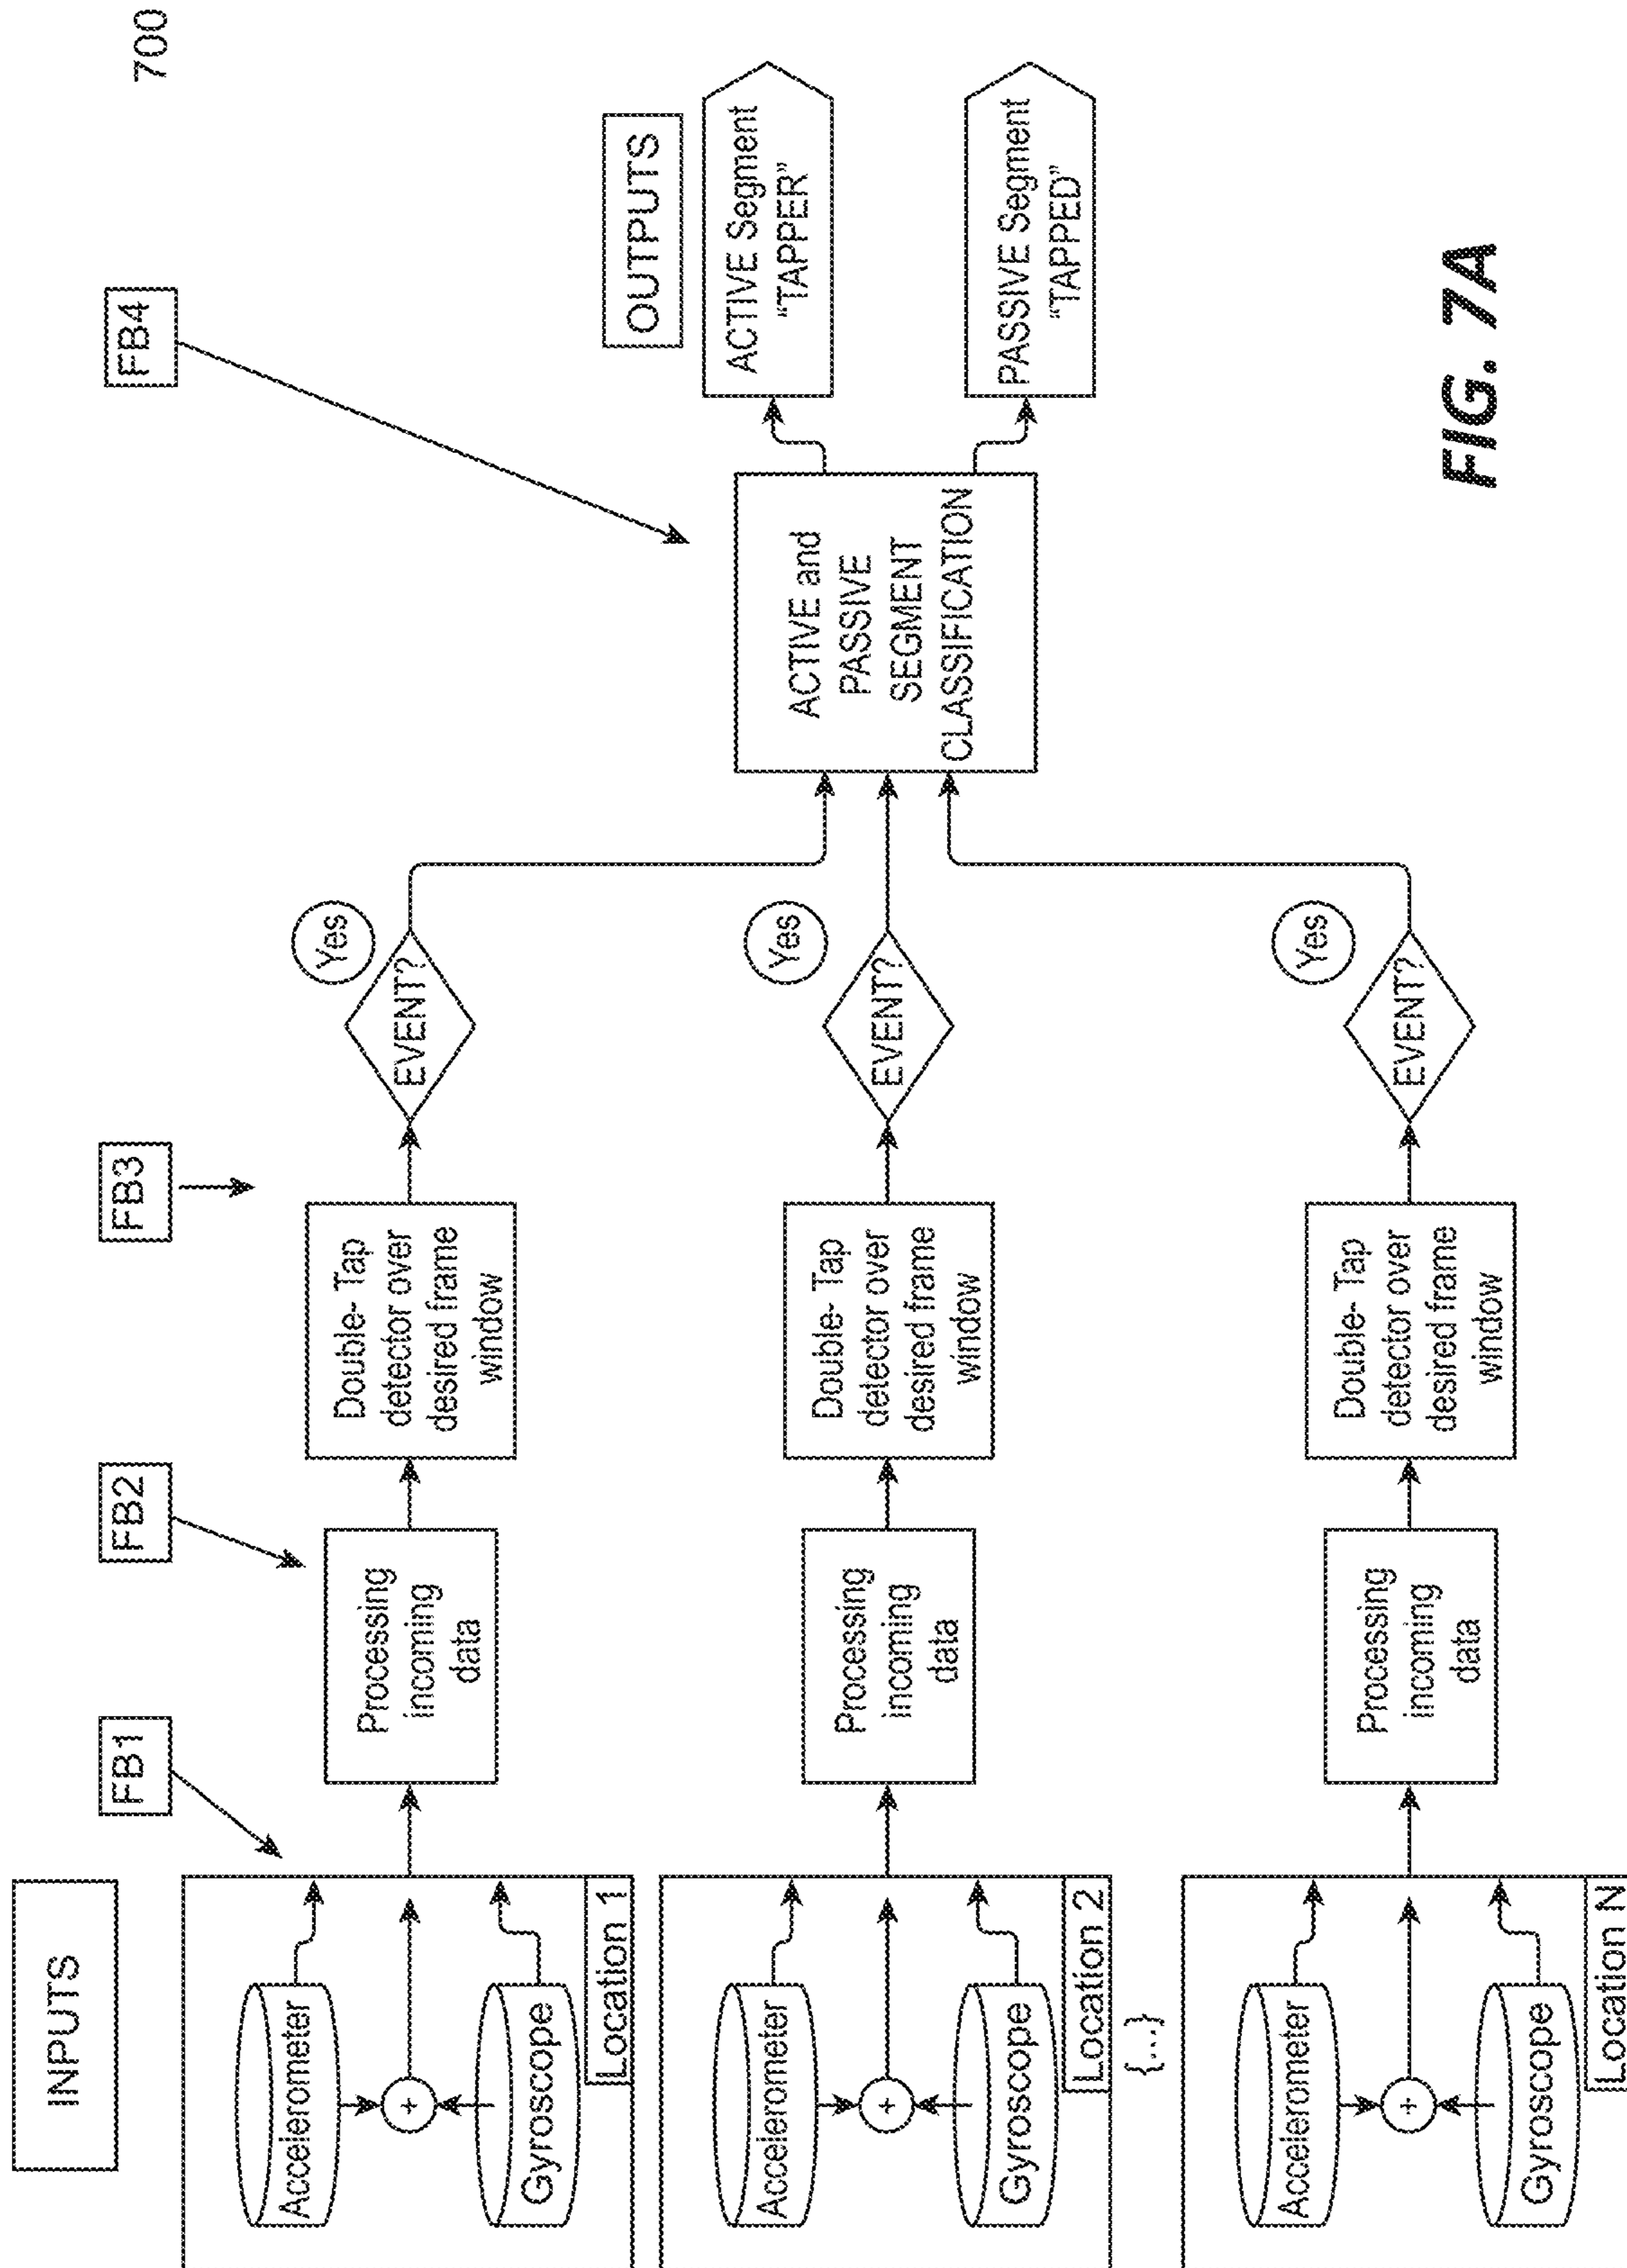 700
INPUTS
FB1
FB2
FB3
FB4
Accelerometer
+
Gyroscope
Location 1
Processing
incoming
data
Double- Tap
detector over
desired frame
window
EVENT?
Yes
Accelerometer
+
Gyroscope
Location 2
Processing
incoming
data
Double- Tap
detector over
desired frame
window
EVENT?
Yes
{...}
Accelerometer
+
Gyroscope
Location N
Processing
incoming
data
Double- Tap
detector over
desired frame
window
EVENT?
Yes
ACTIVE and
PASSIVE
SEGMENT
CLASSIFICATION
OUTPUTS
ACTIVE Segment
“TAPPER”
PASSIVE Segment
“TAPPED”
FIG. 7A